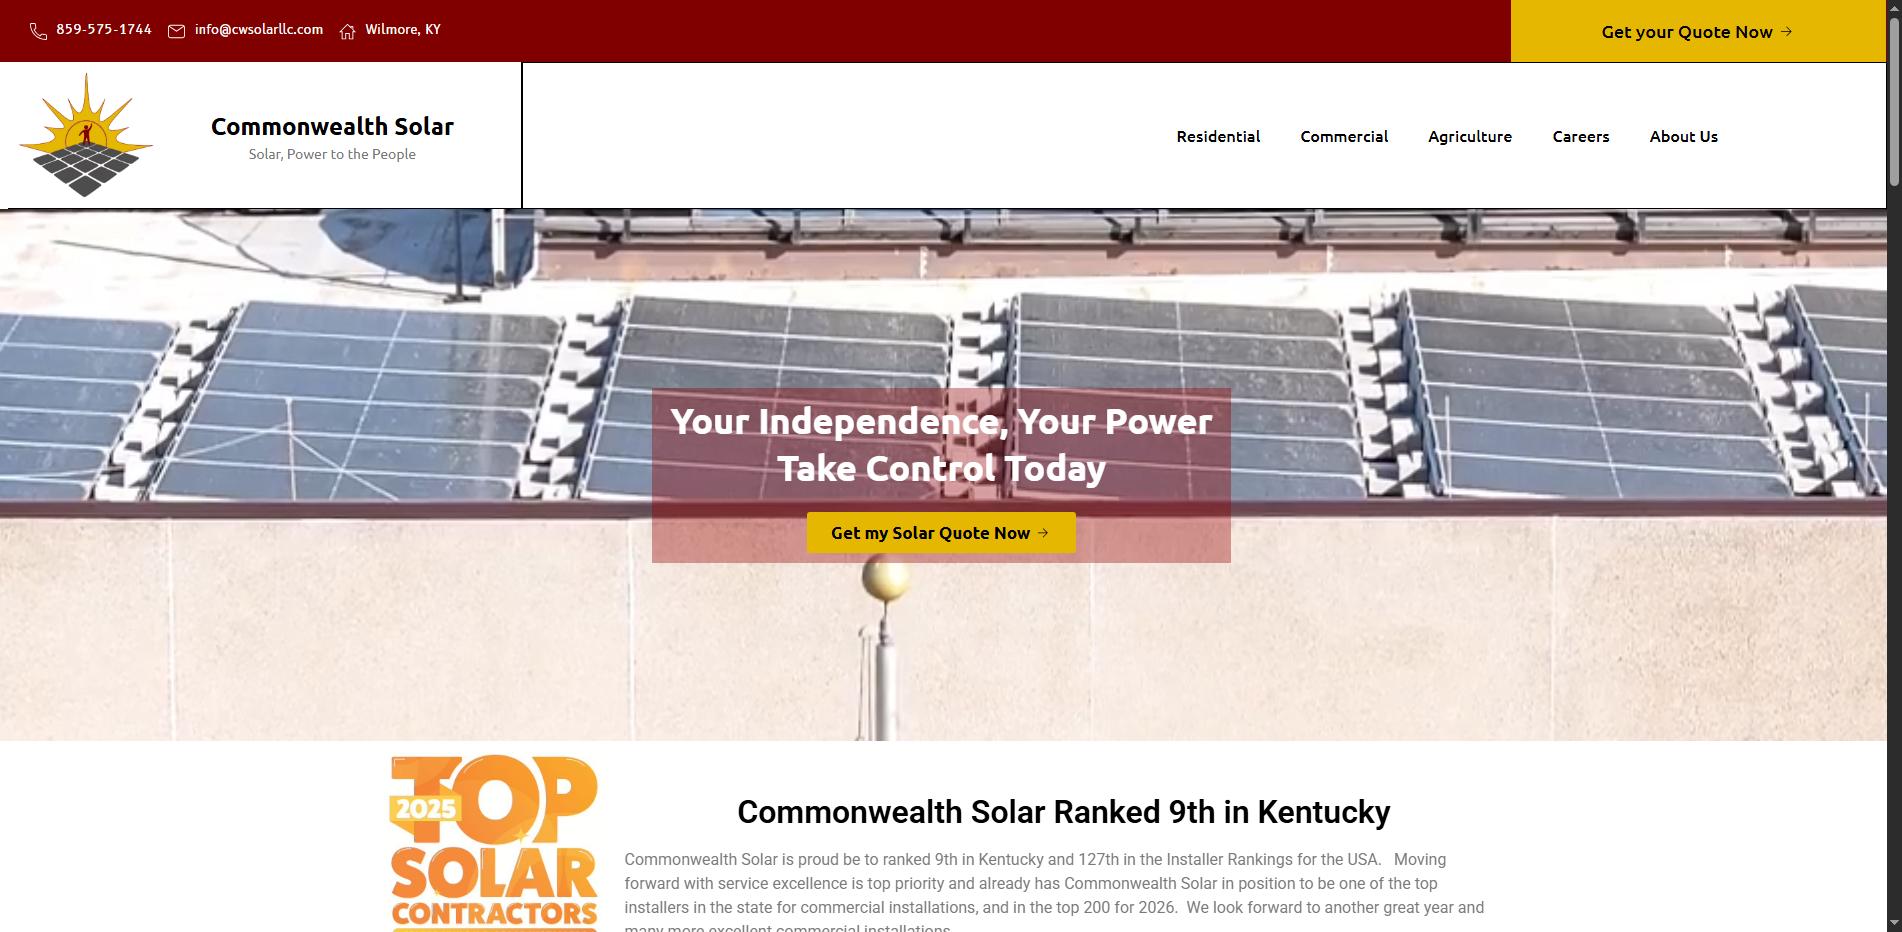 859-575-1744
info@cwsolarllc.com
Wilmore, KY
Get your Quote Now
Commonwealth Solar
Solar, Power to the People
Residential
Commercial
Agriculture
Careers
About Us
Your Independence, Your Power
Take Control Today
Get my Solar Quote Now
TOP
2025
SOLAR
CONTRACTORS
Commonwealth Solar Ranked 9th in Kentucky
Commonwealth Solar is proud be to ranked 9th in Kentucky and 127th in the Installer Rankings for the USA.   Moving
forward with service excellence is top priority and already has Commonwealth Solar in position to be one of the top
installers in the state for commercial installations, and in the top 200 for 2026.  We look forward to another great year and
many more excellent commercial installations.